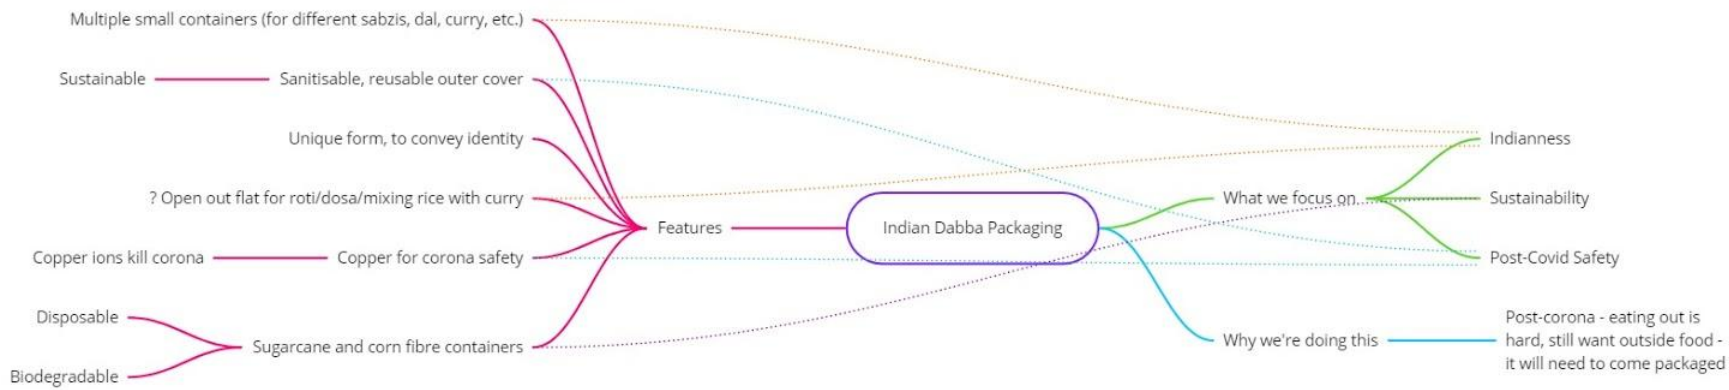 Multiple small containers (for different sabzis, dal, curry, etc.)
Sustainable
Sanitisable, reusable outer cover
Unique form, to convey identity
? Open out flat for roti/dosa/mixing rice with curry
Copper ions kill corona
Copper for corona safety
Disposable
Biodegradable
Sugarcane and corn fibre containers
Features
Indian Dabba Packaging
What we focus on
Indianness
Sustainability
Post-Covid Safety
Why we're doing this
Post-corona - eating out is
hard, still want outside food -
it will need to come packaged